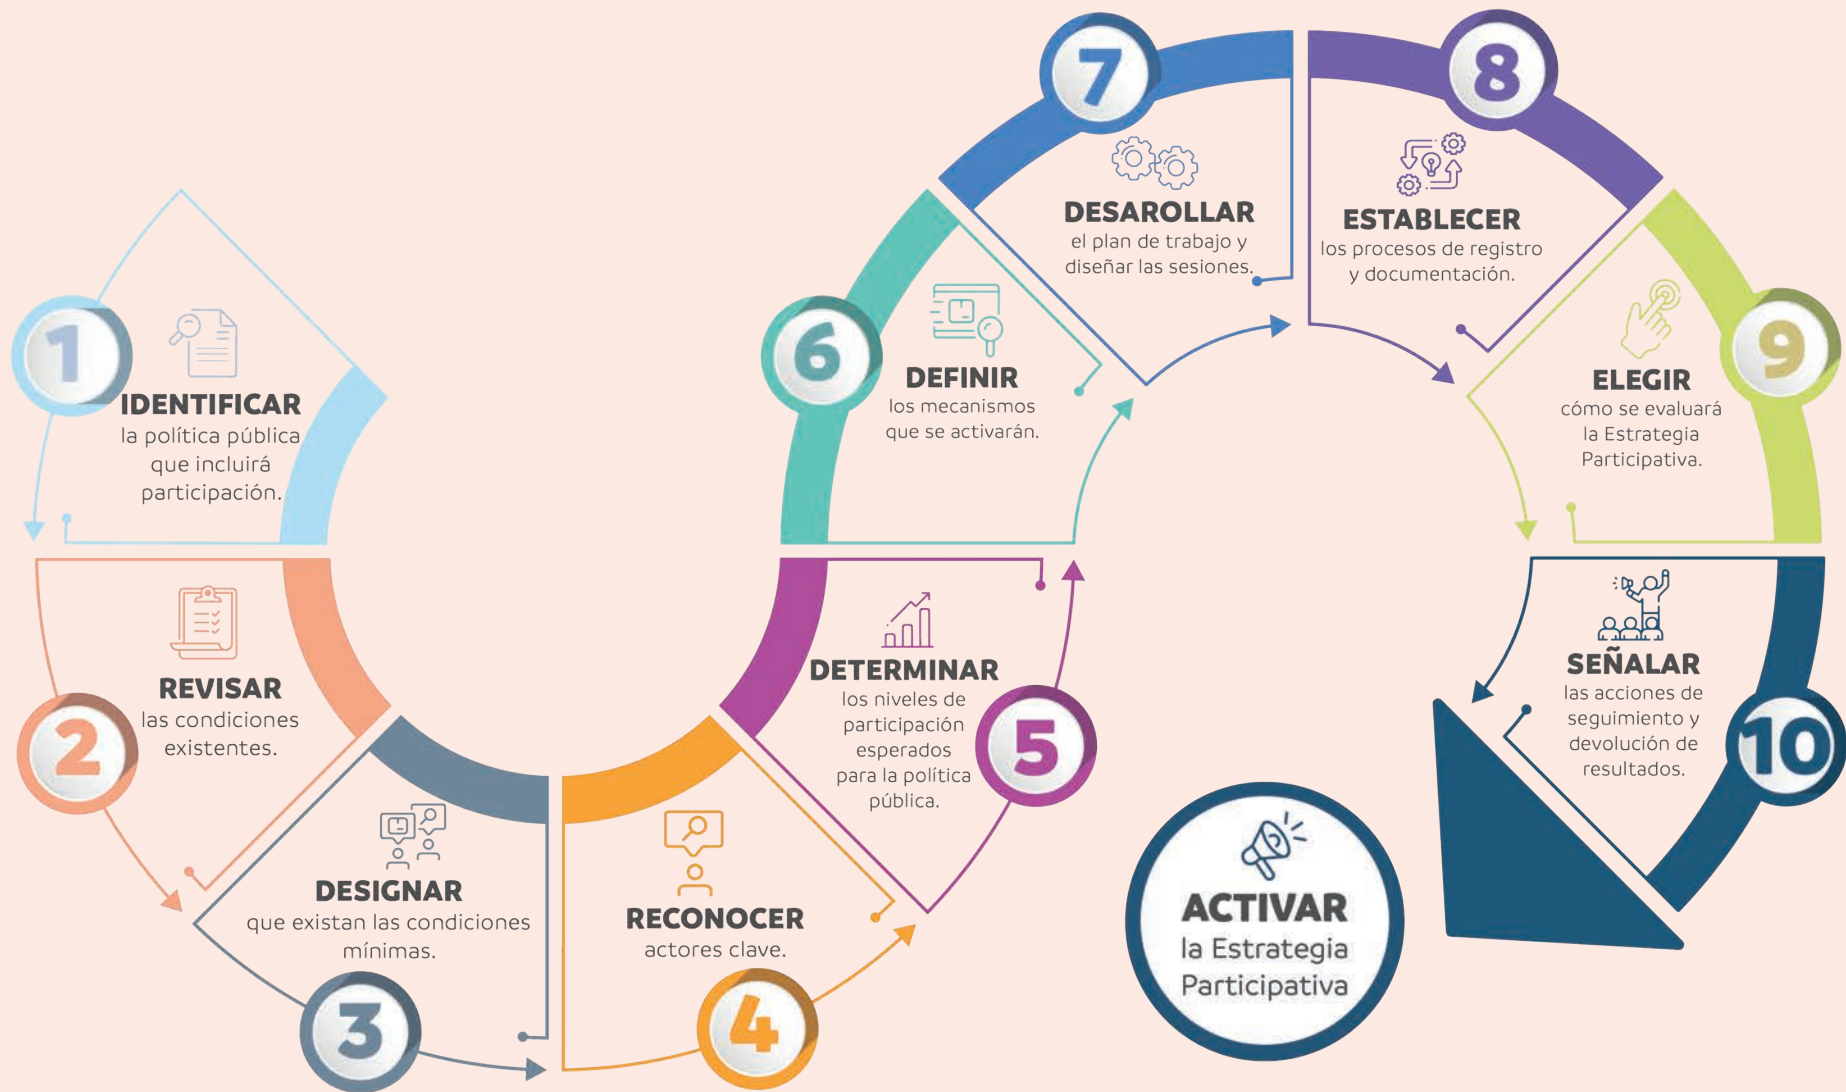 1
IDENTIFICAR
la política pública
que incluirá
participación.
2
REVISAR
las condiciones
existentes.
3
DESIGNAR
que existan las condiciones
mínimas.
4
RECONOCER
actores clave.
5
DETERMINAR
los niveles de
participación
esperados
para la política
pública.
6
DEFINIR
los mecanismos
que se activarán.
7
DESAROLLAR
el plan de trabajo y
diseñar las sesiones.
8
ESTABLECER
los procesos de registro
y documentación.
9
ELEGIR
cómo se evaluará
la Estrategia
Participativa.
10
SEÑALAR
las acciones de
seguimiento y
devolución de
resultados.
ACTIVAR
la Estrategia
Participativa